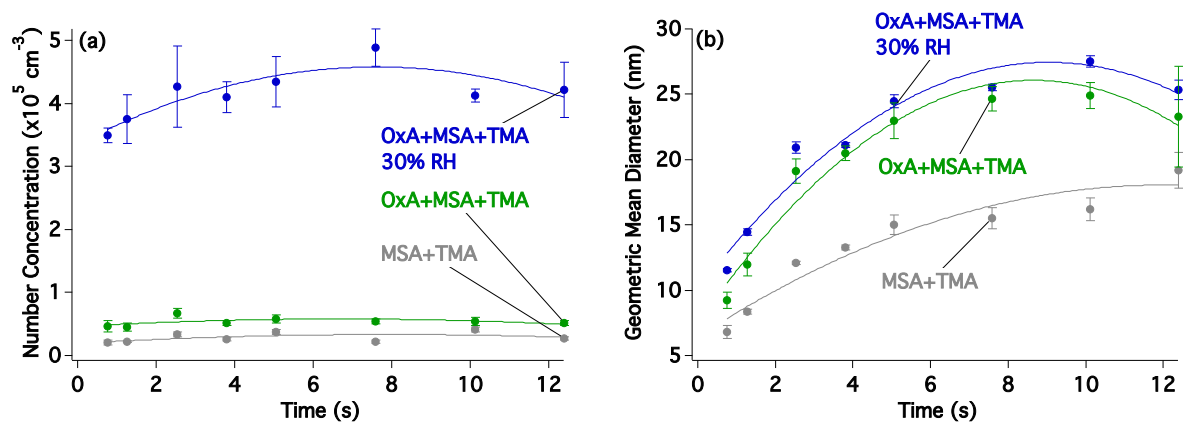 (a)
Number Concentration (x10⁵ cm⁻³)
5
4
3
2
1
0
OxA+MSA+TMA
30% RH
OxA+MSA+TMA
MSA+TMA
0 2 4 6 8 10 12
Time (s)
(b)
Geometric Mean Diameter (nm)
30
25
20
15
10
5
OxA+MSA+TMA
30% RH
OxA+MSA+TMA
MSA+TMA
0 2 4 6 8 10 12
Time (s)